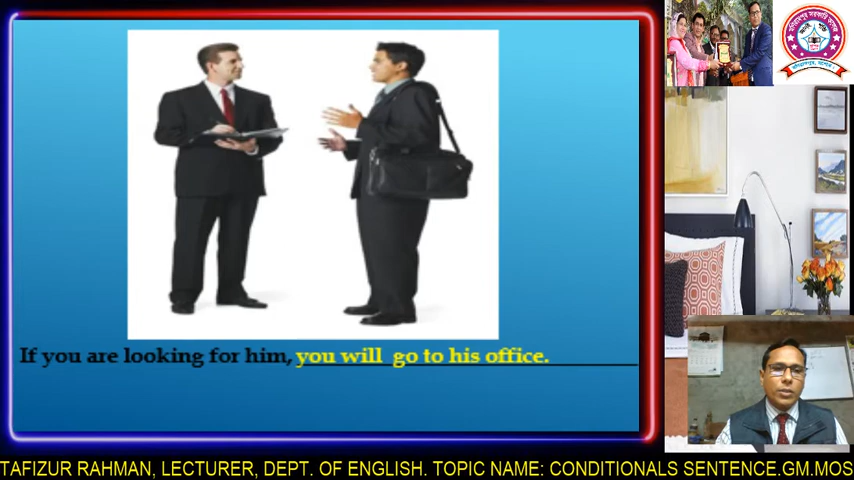 If you are looking for him, you will go to his office.
TAFIZUR RAHMAN, LECTURER, DEPT. OF ENGLISH. TOPIC NAME: CONDITIONALS SENTENCE.GM.MOS